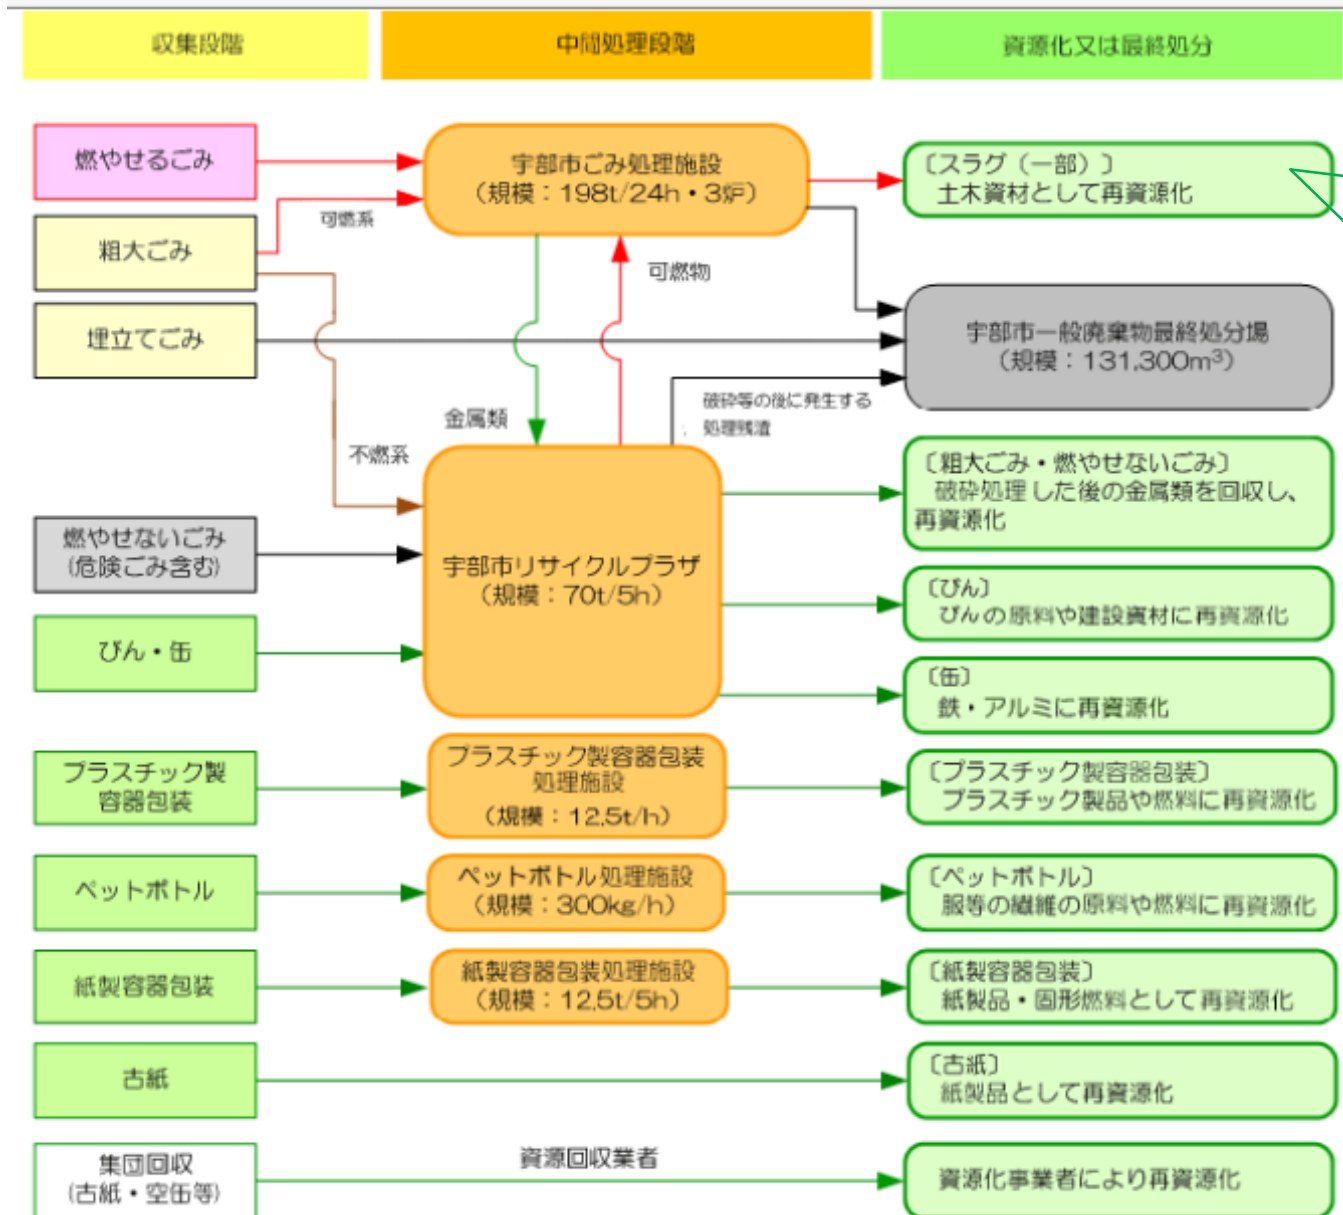 収集段階
中間処理段階
資源化又は最終処分
燃やせるごみ
宇部市ごみ処理施設
（規模：198t/24h・3炉）
〔スラグ（一部）〕
土木資材として再資源化
可燃系
粗大ごみ
可燃物
埋立てごみ
宇部市一般廃棄物最終処分場
（規模：131,300m³）
破砕等の後に発生する
処理残渣
金属類
不燃系
〔粗大ごみ・燃やせないごみ〕
破砕処理した後の金属類を回収し、
再資源化
燃やせないごみ
(危険ごみ含む)
宇部市リサイクルプラザ
（規模：70t/5h）
〔びん〕
びんの原料や建設資材に再資源化
びん・缶
〔缶〕
鉄・アルミに再資源化
プラスチック製
容器包装
プラスチック製容器包装
処理施設
（規模：12.5t/h）
〔プラスチック製容器包装〕
プラスチック製品や燃料に再資源化
ペットボトル
ペットボトル処理施設
（規模：300kg/h）
〔ペットボトル〕
服等の繊維の原料や燃料に再資源化
紙製容器包装
紙製容器包装処理施設
（規模：12.5t/5h）
〔紙製容器包装〕
紙製品・固形燃料として再資源化
古紙
〔古紙〕
紙製品として再資源化
集団回収
(古紙・空缶等)
資源回収業者
資源化事業者により再資源化